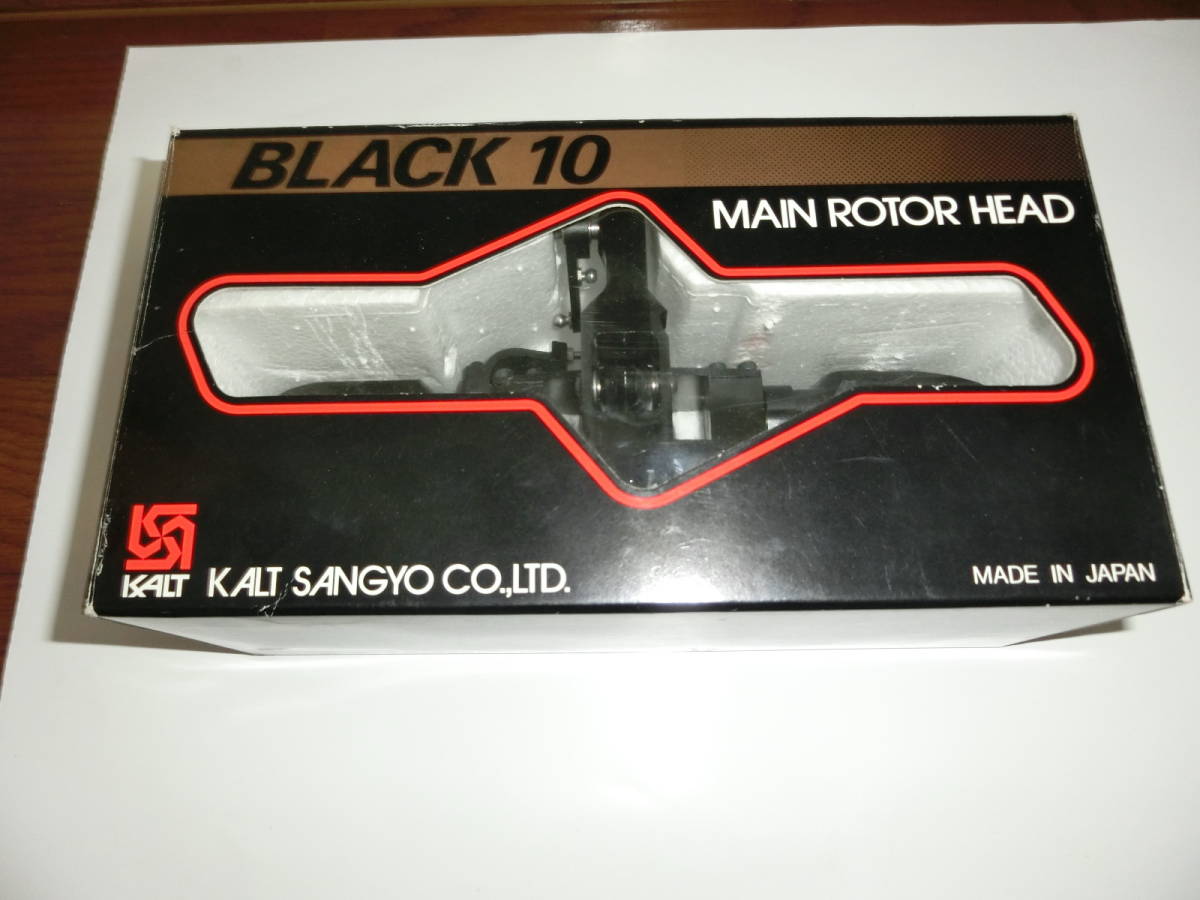 BLACK 10
MAIN ROTOR HEAD
KALT
KALT SANGYO CO.,LTD.
MADE IN JAPAN